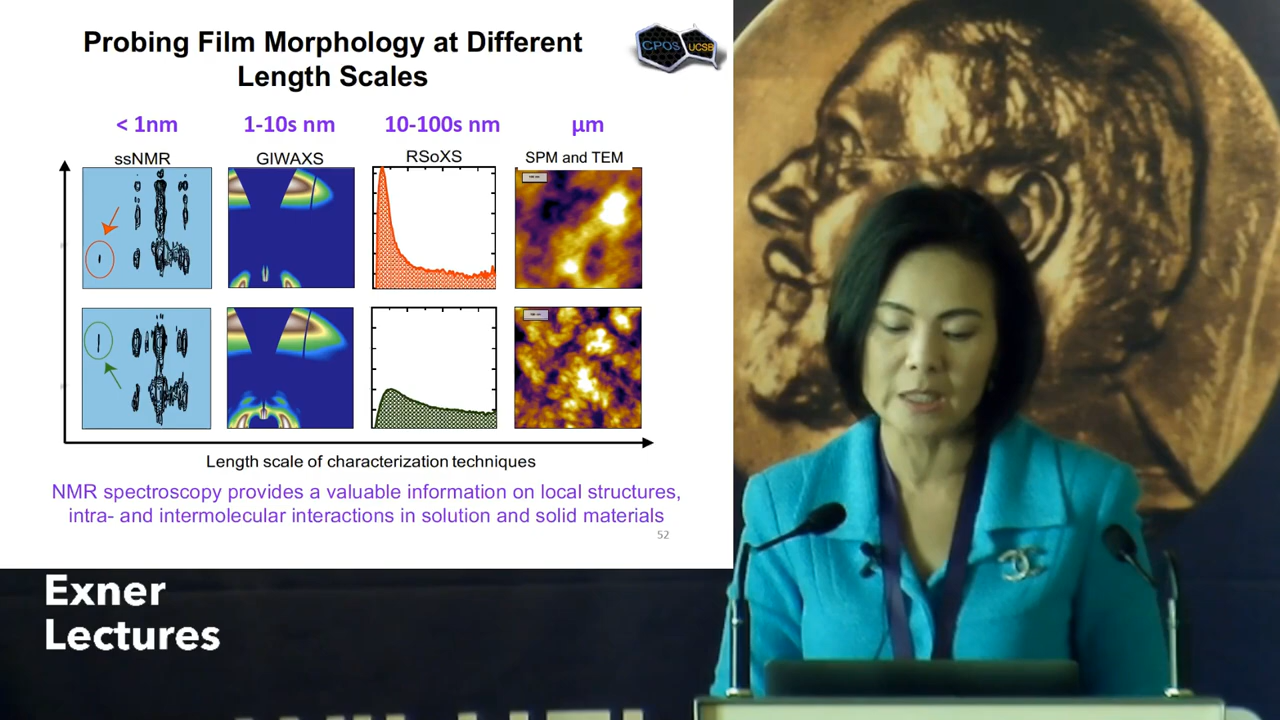 Probing Film Morphology at Different
Length Scales
CPOS
UCSB
< 1nm
1-10s nm
10-100s nm
µm
ssNMR
GIWAXS
RSoXS
SPM and TEM
Length scale of characterization techniques
NMR spectroscopy provides a valuable information on local structures,
intra- and intermolecular interactions in solution and solid materials
52
Exner
Lectures